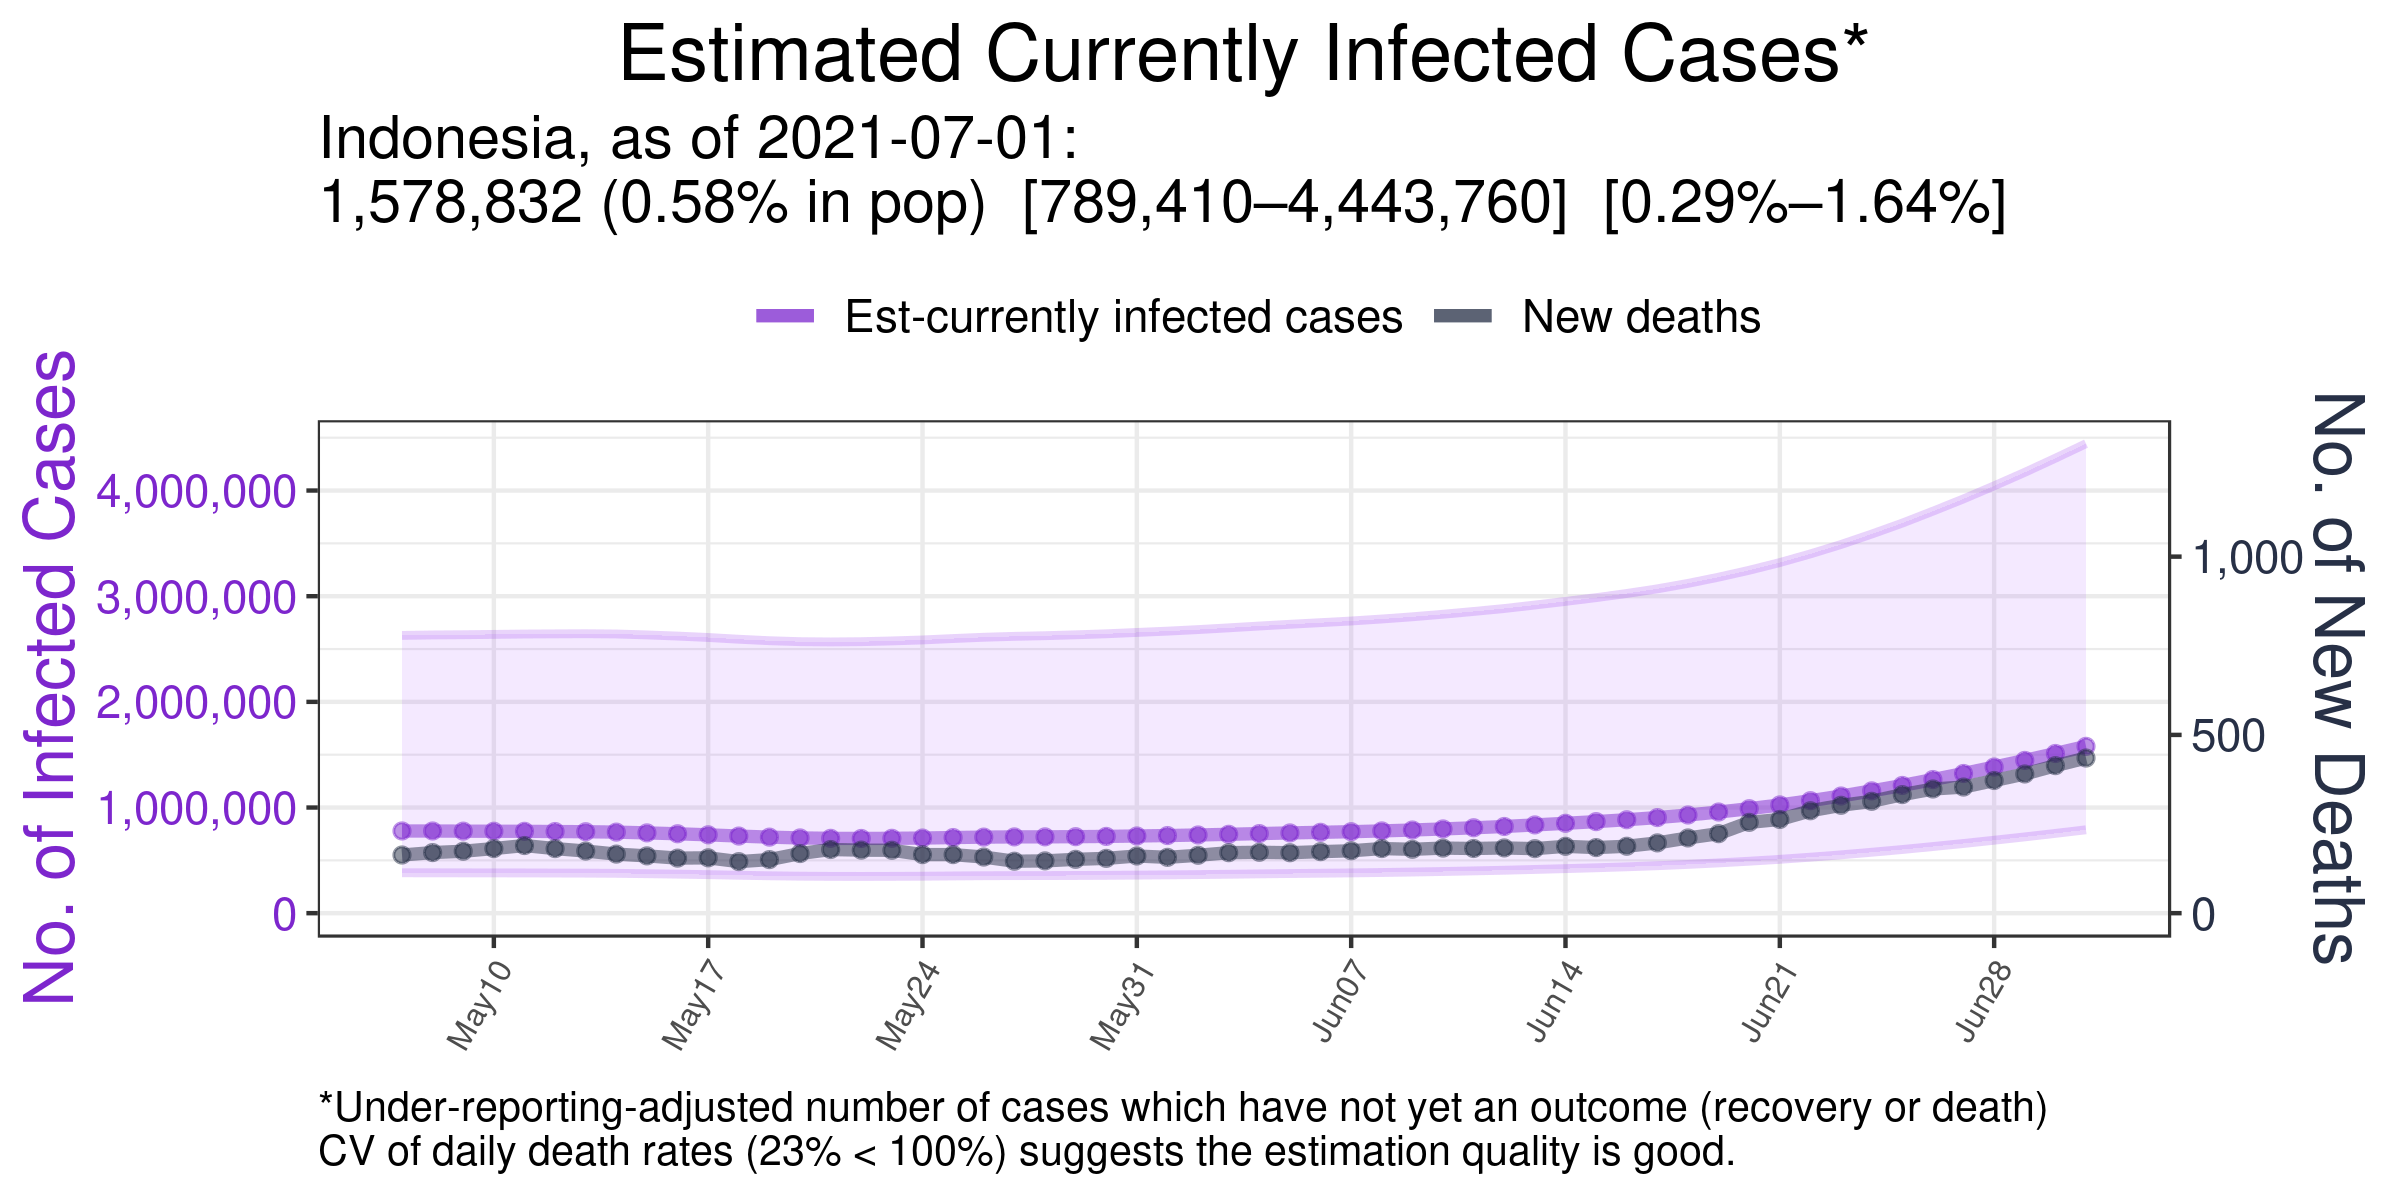 Estimated Currently Infected Cases*
Indonesia, as of 2021-07-01:
1,578,832 (0.58% in pop) [789,410–4,443,760] [0.29%–1.64%]
Est-currently infected cases
New deaths
No. of Infected Cases
4,000,000
3,000,000
2,000,000
1,000,000
0
1,000
500
0
No. of New Deaths
May10
May17
May24
May31
Jun07
Jun14
Jun21
Jun28
*Under-reporting-adjusted number of cases which have not yet an outcome (recovery or death)
CV of daily death rates (23% < 100%) suggests the estimation quality is good.